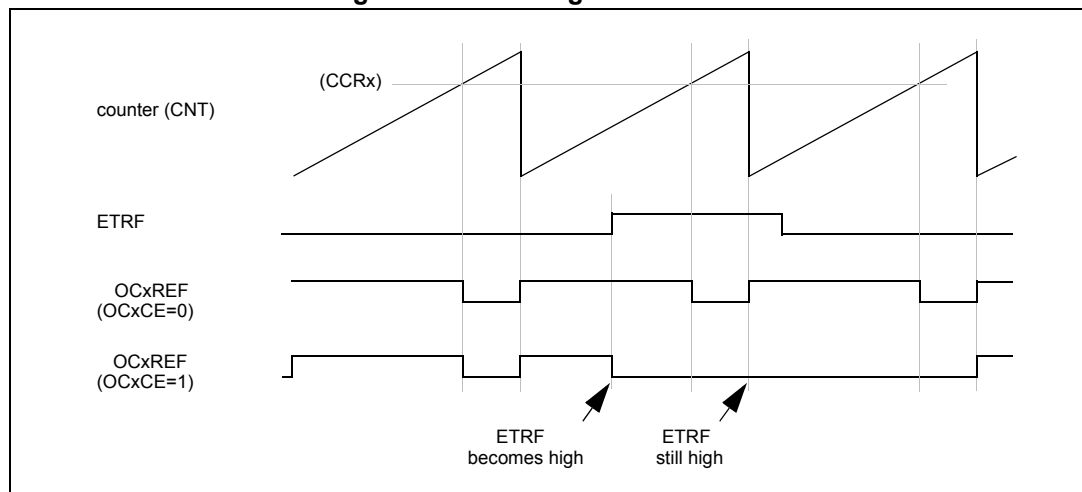 (CCRx)
counter (CNT)
ETRF
OCxREF
(OCxCE=0)
OCxREF
(OCxCE=1)
ETRF
becomes high
ETRF
still high